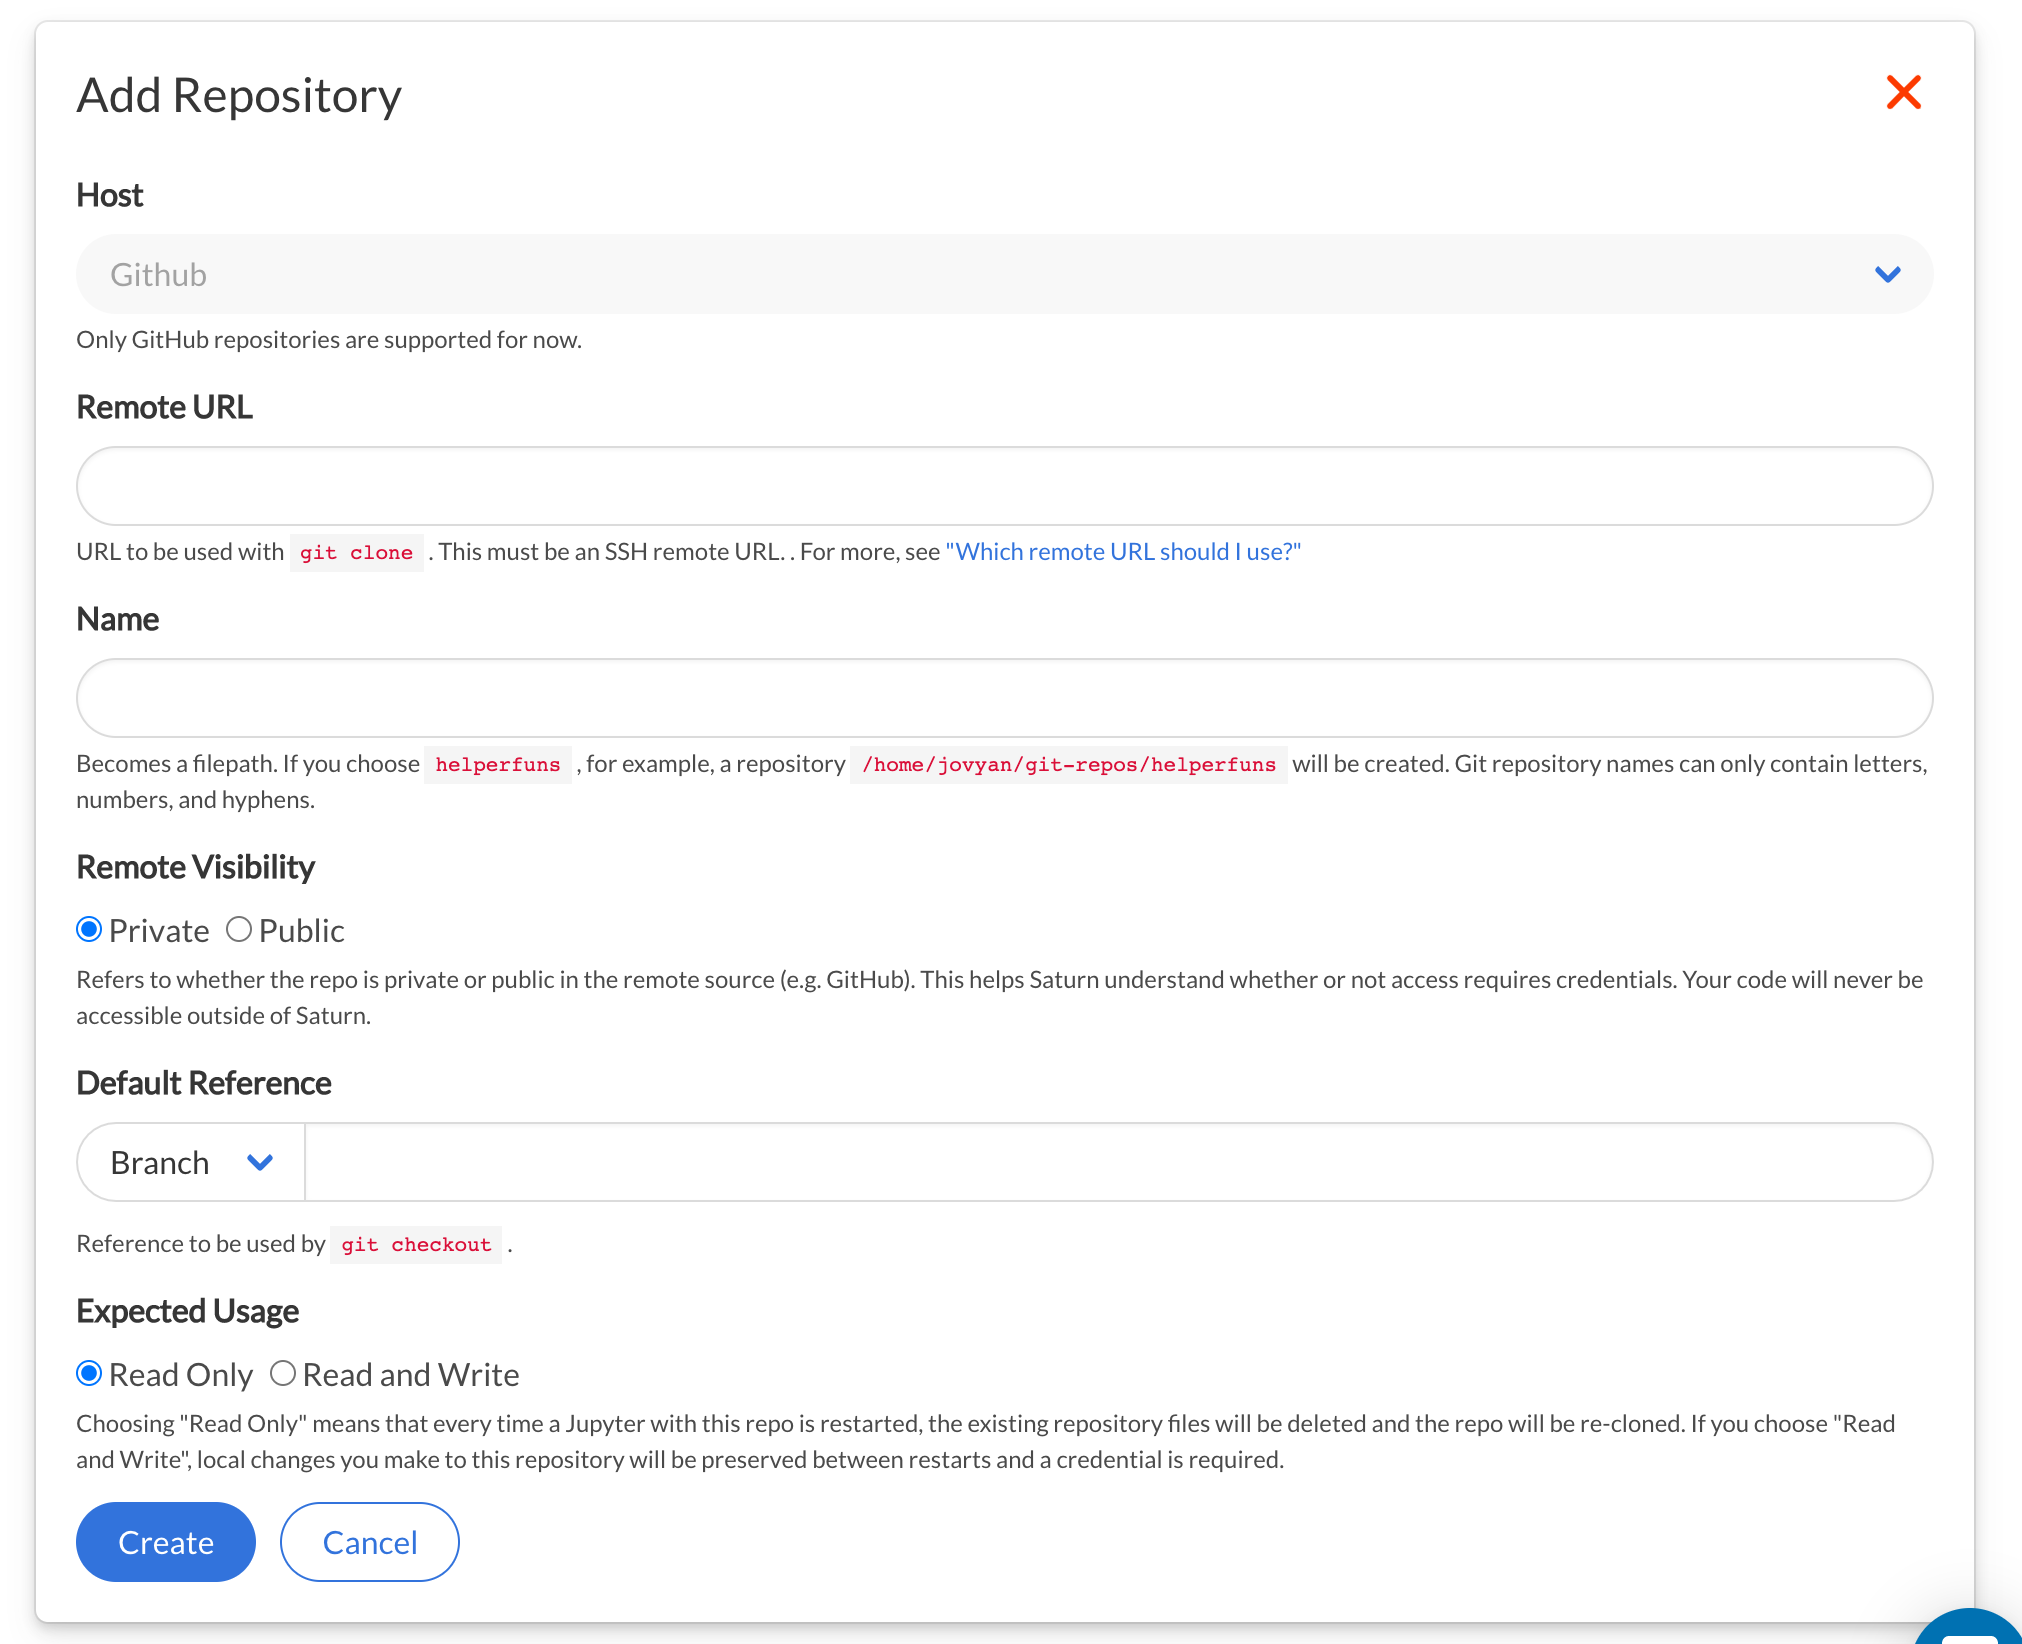 Add Repository
Host
Github
Only GitHub repositories are supported for now.
Remote URL
URL to be used with git clone . This must be an SSH remote URL. . For more, see "Which remote URL should I use?"
Name
Becomes a filepath. If you choose helperfuns , for example, a repository /home/jovyan/git-repos/helperfuns will be created. Git repository names can only contain letters,
numbers, and hyphens.
Remote Visibility
Private Public
Refers to whether the repo is private or public in the remote source (e.g. GitHub). This helps Saturn understand whether or not access requires credentials. Your code will never be
accessible outside of Saturn.
Default Reference
Branch
Reference to be used by git checkout .
Expected Usage
Read Only Read and Write
Choosing "Read Only" means that every time a Jupyter with this repo is restarted, the existing repository files will be deleted and the repo will be re-cloned. If you choose "Read
and Write", local changes you make to this repository will be preserved between restarts and a credential is required.
Create Cancel